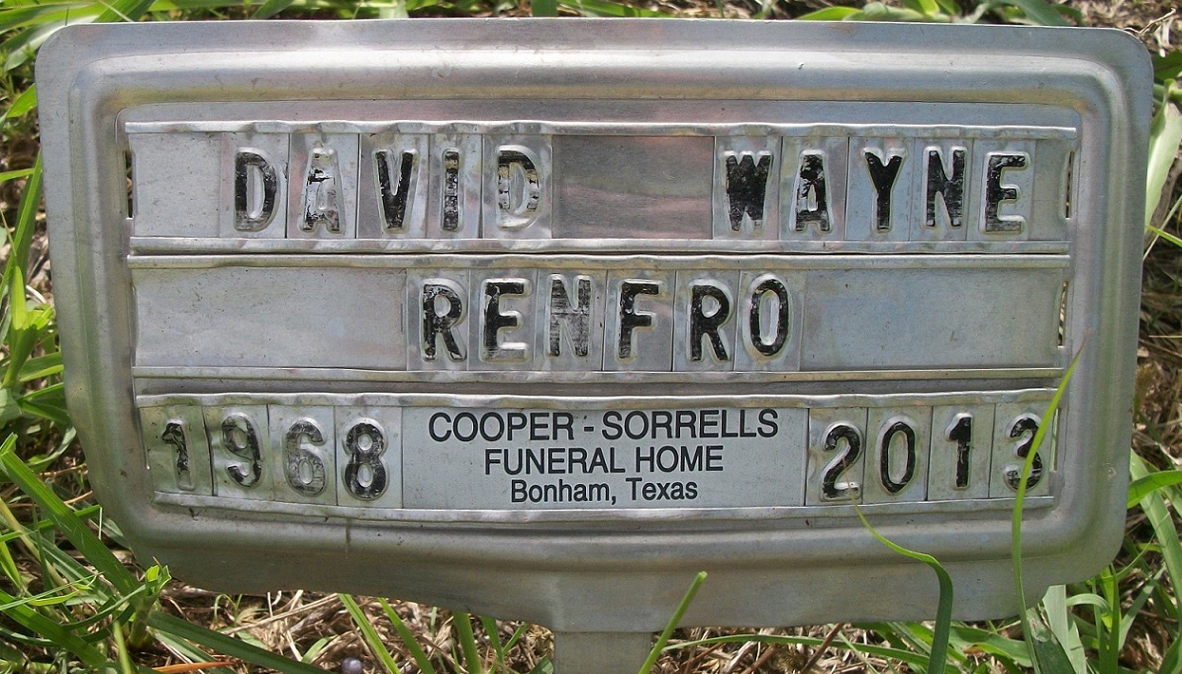 DAVID WAYNE
RENFRO
1968 COOPER - SORRELLS 2013
FUNERAL HOME
Bonham, Texas